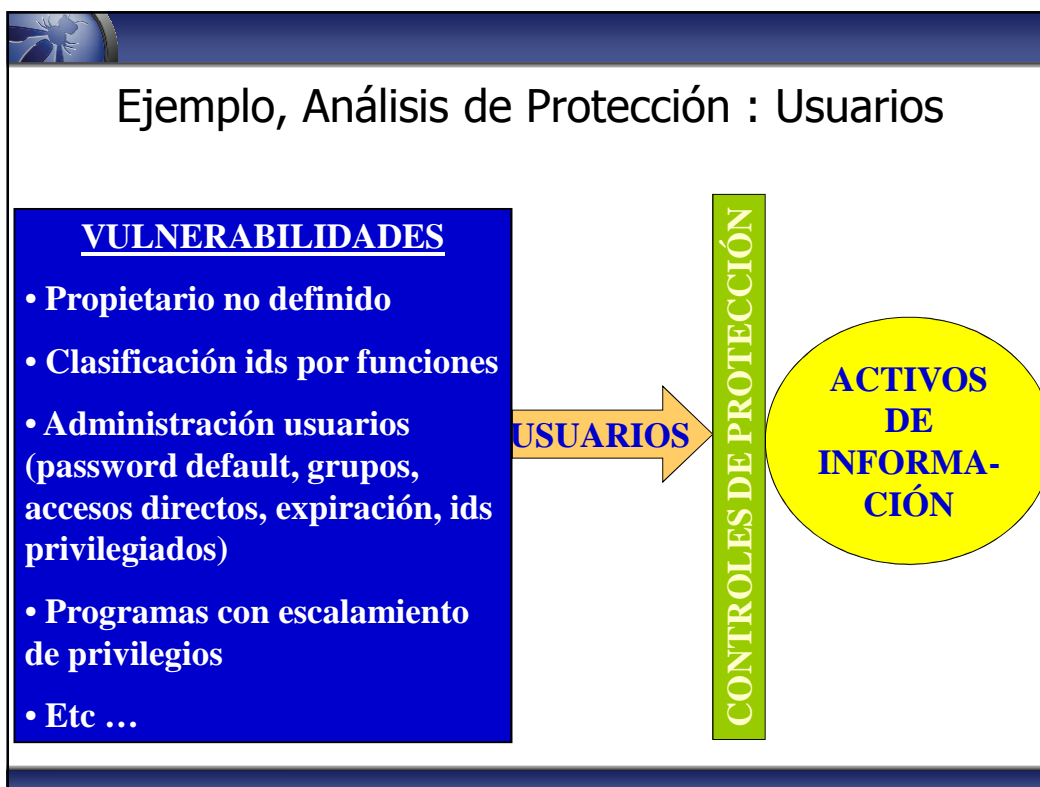 Ejemplo, Análisis de Protección : Usuarios
VULNERABILIDADES
• Propietario no definido
• Clasificación ids por funciones
• Administración usuarios
(password default, grupos,
accesos directos, expiración, ids
privilegiados)
• Programas con escalamiento
de privilegios
• Etc …
USUARIOS
CONTROLES DE PROTECCIÓN
ACTIVOS
DE
INFORMA-
CIÓN